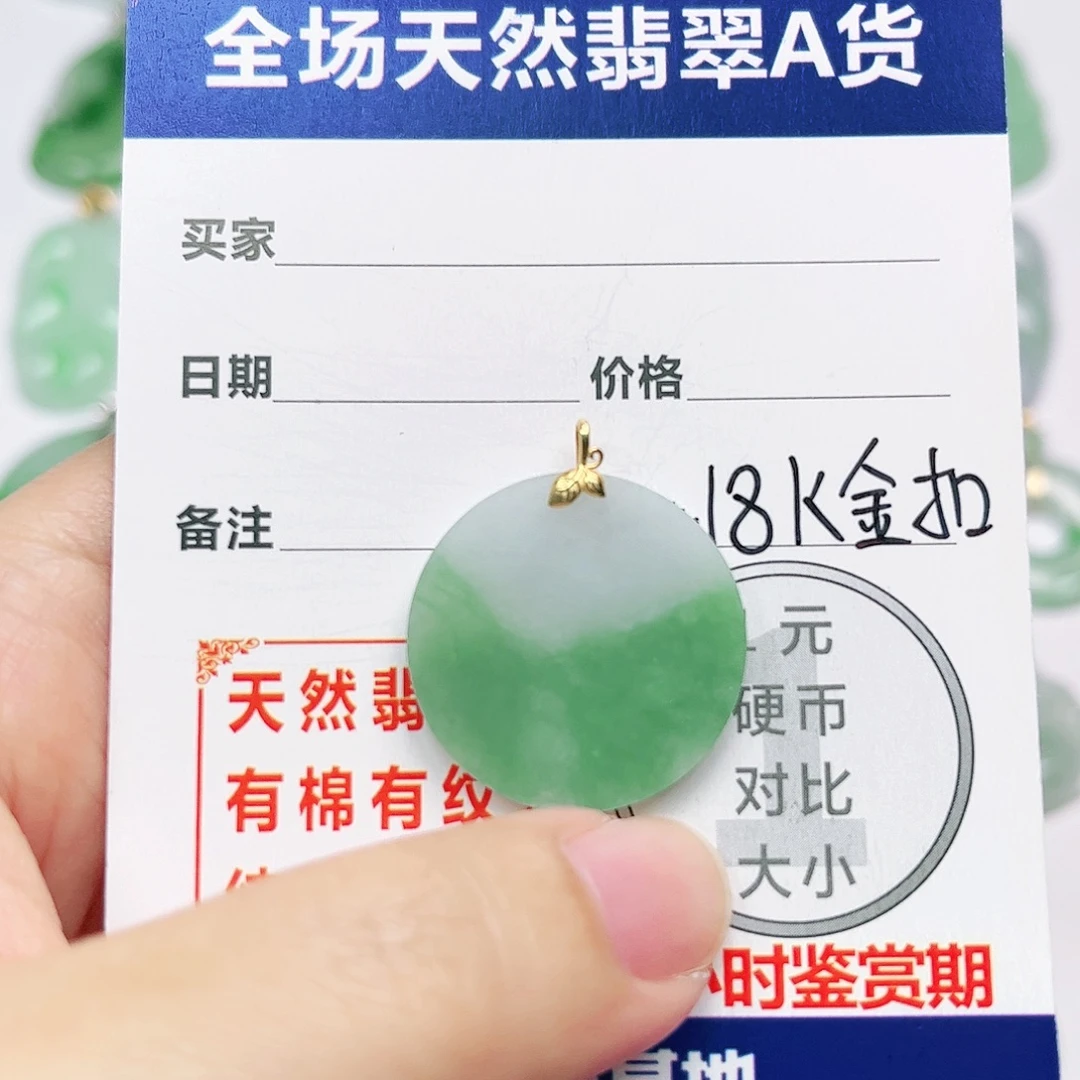 全场天然翡翠A货
买家
日期 价格
备注 18K金扣
元
硬币
对比
大小
天然翡
有棉有纹
时鉴赏期
基地